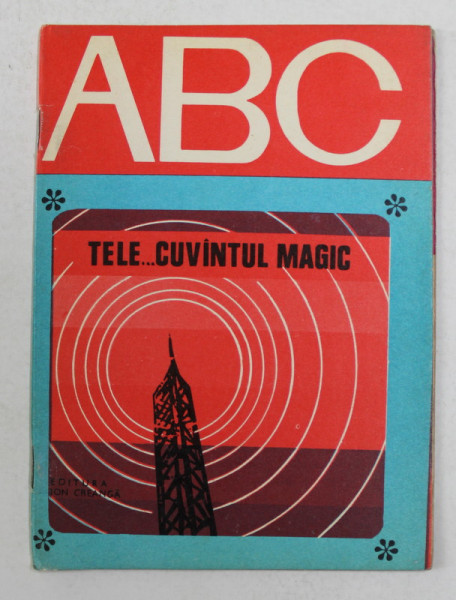 ABC
TELE...CUVÎNTUL MAGIC
EDITURA
ION CREANGĂ